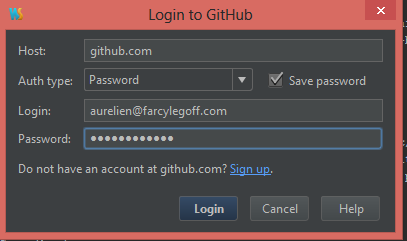 WS Login to GitHub
Host: github.com
Auth type: Password Save password
Login: aurelien@farcylegoff.com
Password: ●●●●●●●●●●●●
Do not have an account at github.com? Sign up.
Login Cancel Help